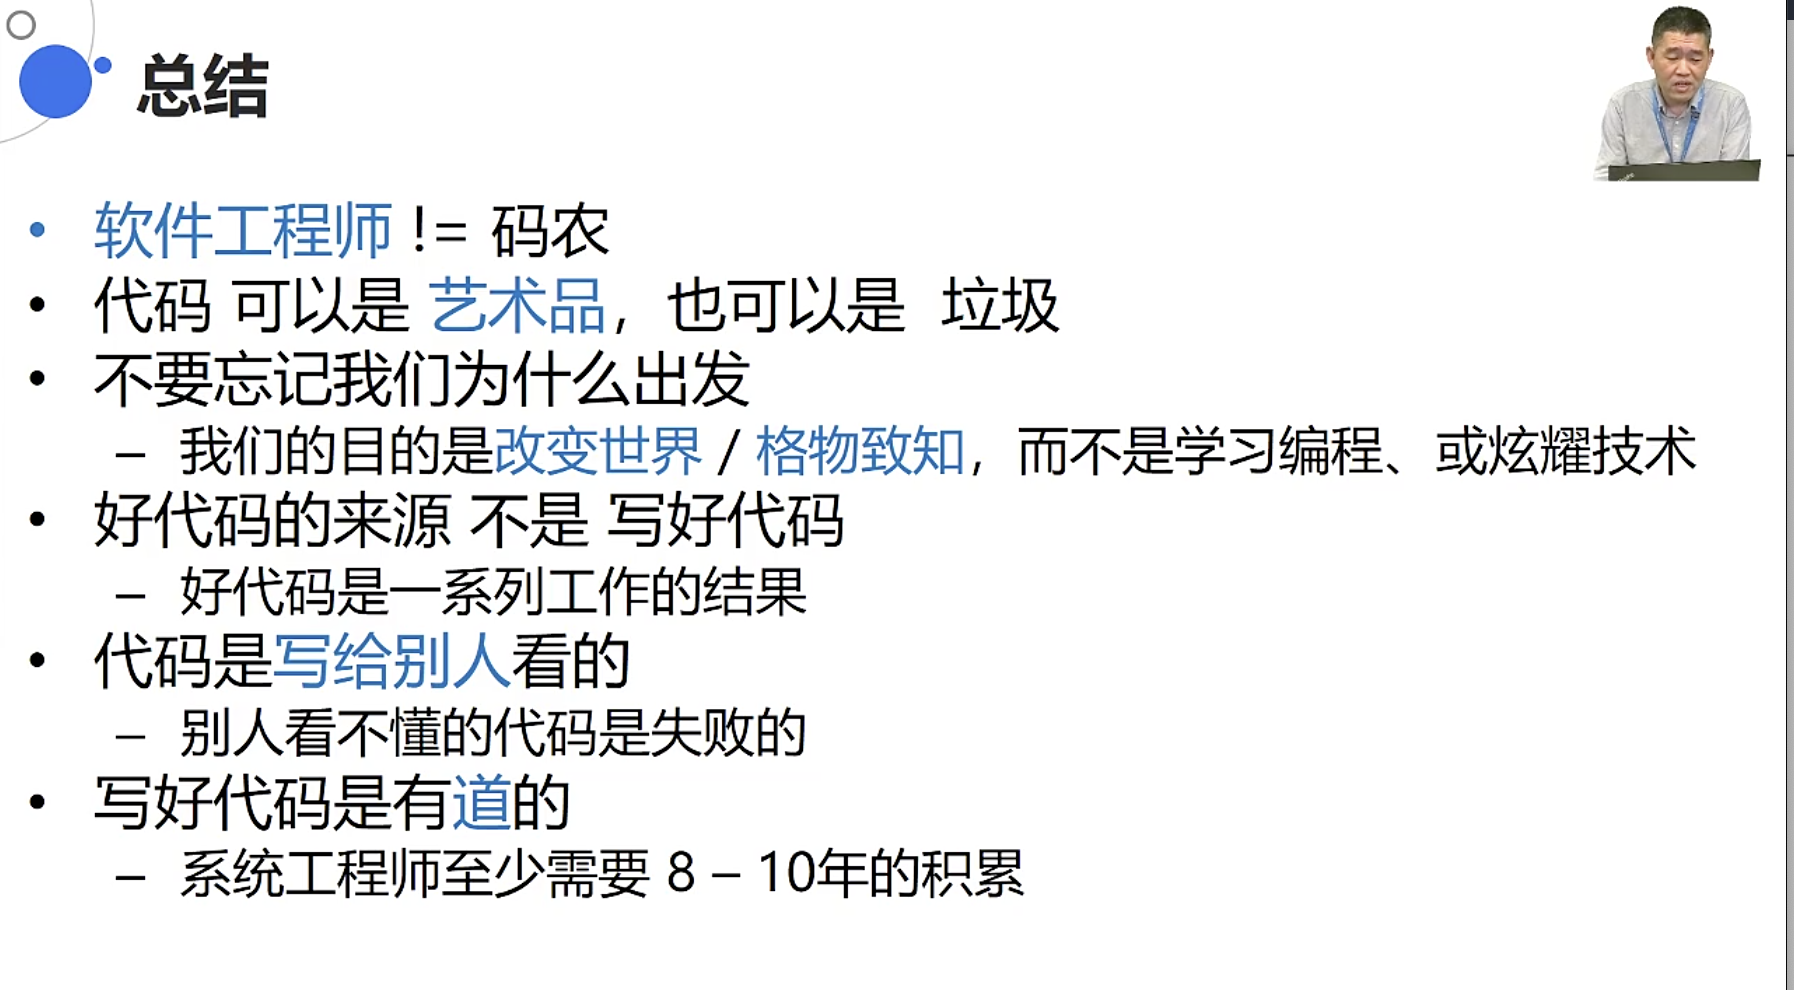 总结
• 软件工程师 != 码农
• 代码 可以是 艺术品，也可以是 垃圾
• 不要忘记我们为什么出发
– 我们的目的是改变世界 / 格物致知，而不是学习编程、或炫耀技术
• 好代码的来源 不是 写好代码
– 好代码是一系列工作的结果
• 代码是写给别人看的
– 别人看不懂的代码是失败的
• 写好代码是有道的
– 系统工程师至少需要 8 – 10年的积累